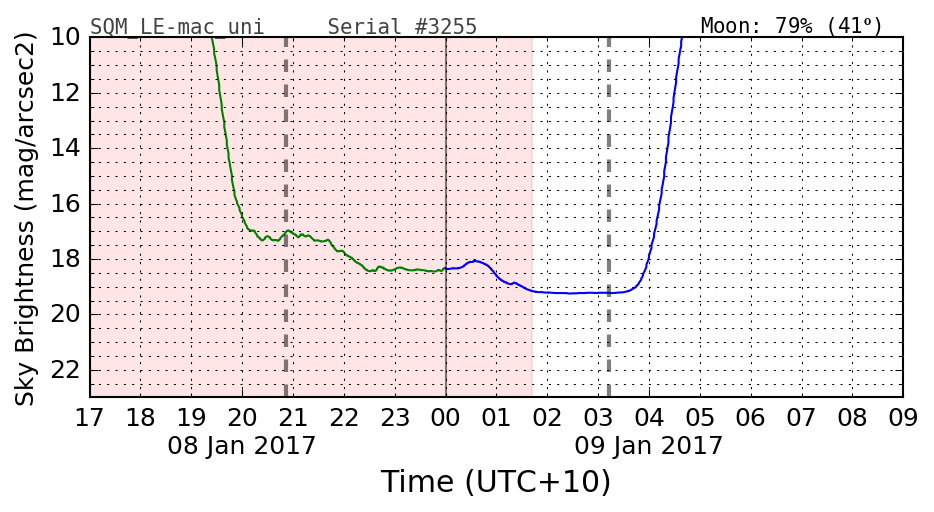 SQM_LE-mac_uni Serial #3255 Moon: 79% (41°)
Sky Brightness (mag/arcsec2)
10
12
14
16
18
20
22
17 18 19 20 21 22 23 00 01 02 03 04 05 06 07 08 09
08 Jan 2017 09 Jan 2017
Time (UTC+10)